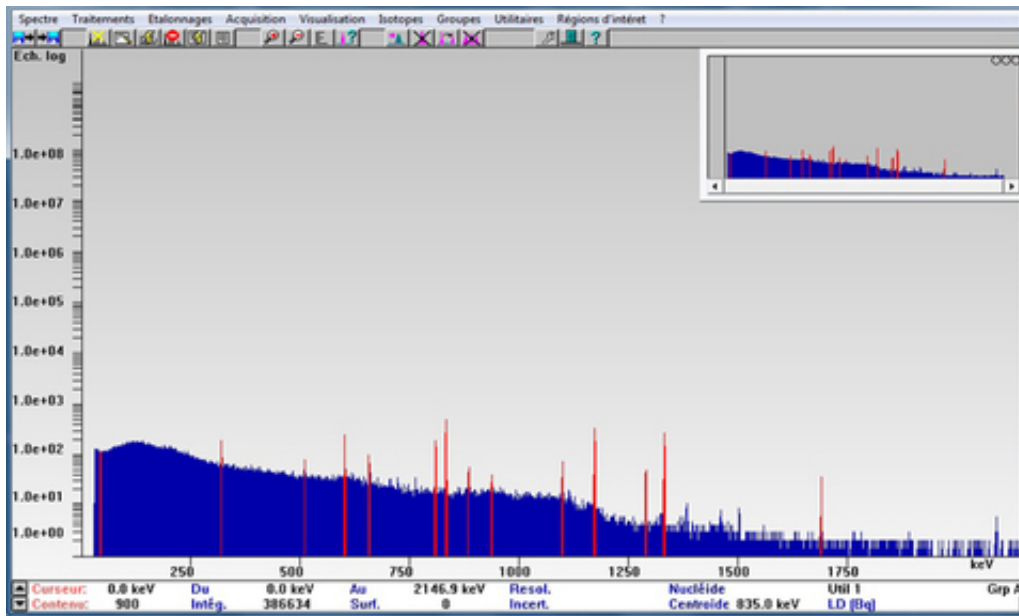 Spectre Traitements Etalonnages Acquisition Visualisation Isotopes Groupes Utilitaires Régions d'intéret ?
Ech. log
1.0e+08
1.0e+07
1.0e+06
1.0e+05
1.0e+04
1.0e+03
1.0e+02
1.0e+01
1.0e+00
250 500 750 1000 1250 1500 1750 keV
Curseur: 0.0 keV Du 0.0 keV Au 2146.9 keV Resol. Nucléide Util 1 Grp A
Contenu: 900 Intég. 386634 Surf. 0 Incert. Centroide 835.0 keV LD [Bq]